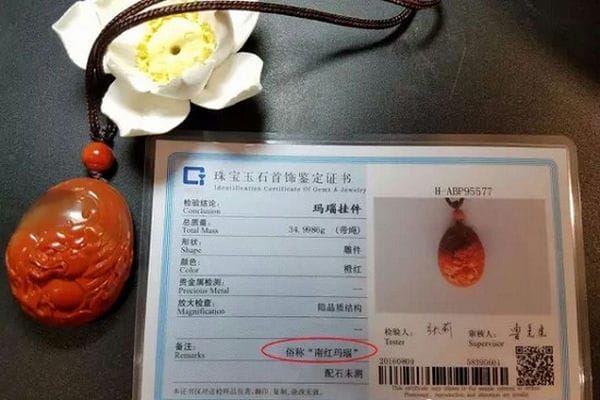 珠宝玉石首饰鉴定证书
Identification Certificate Of Gems & Jewelry
检验结论: 玛瑙挂件
Conclusion
总质量: 34.9986g (带绳)
Total Mass
形状: 雕件
Shape
颜色: 橙红
Color
贵金属检测: —
Precious Metal
放大检查: 隐晶质结构
Magnification
—
备注: 俗称“南红玛瑙”
Remarks
配石未测
H-ABP95577
检验人: 审核人:
Tester Supervisor
20160804 58390604